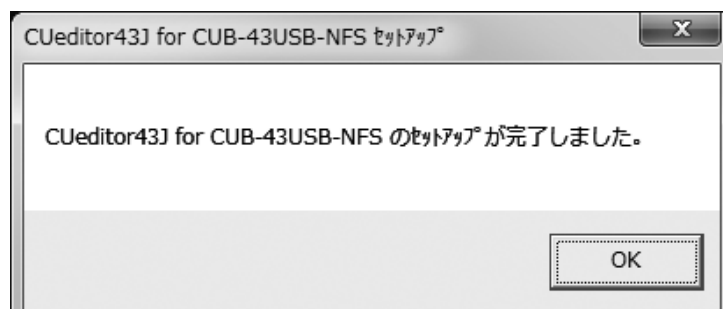 CUeditor43J for CUB-43USB-NFS ｾｯﾄｱｯﾌﾟ
CUeditor43J for CUB-43USB-NFS のｾｯﾄｱｯﾌﾟが完了しました。
OK